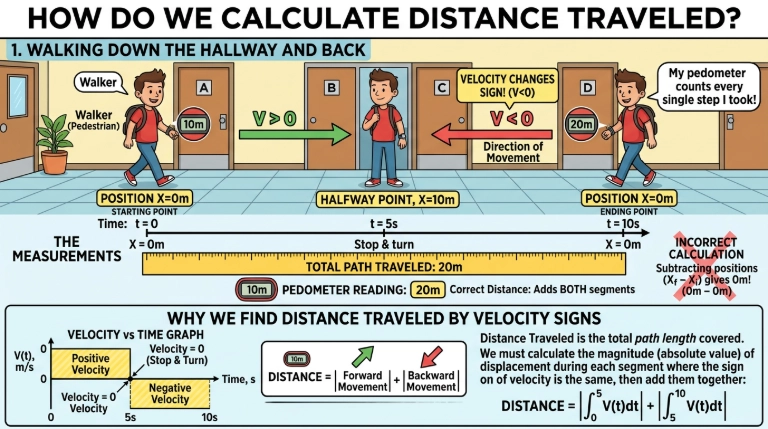 HOW DO WE CALCULATE DISTANCE TRAVELED?
1. WALKING DOWN THE HALLWAY AND BACK
Walker
Walker
(Pedestrian)
A
10m
V>0
B
C
VELOCITY CHANGES
SIGN! (V<0)
V<0
Direction of
Movement
D
20m
My pedometer
counts every
single step I took!
POSITION X=0m
STARTING POINT
HALFWAY POINT, X=10m
POSITION X=0m
ENDING POINT
Time: t = 0
t = 5s
t = 10s
THE
MEASUREMENTS
X = 0m
Stop & turn
X = 0m
TOTAL PATH TRAVELED: 20m
10m PEDOMETER READING: 20m Correct Distance: Adds BOTH segments
INCORRECT
CALCULATION
Subtracting positions
(Xf – Xi) gives 0m!
(0m – 0m)
WHY WE FIND DISTANCE TRAVELED BY VELOCITY SIGNS
VELOCITY vs TIME GRAPH
V(t),
m/s
0
0
0
Positive
Velocity
Velocity = 0
(Stop & Turn)
Time, s
Velocity = 0
Velocity
Negative
Velocity
5s
10s
10m
DISTANCE = |Forward Movement| + |Backward Movement|
Distance Traveled is the total path length covered.
We must calculate the magnitude (absolute value) of
displacement during each segment where the sign
on of velocity is the same, then add them together:
DISTANCE = |∫₀⁵ V(t)dt| + |∫₅¹⁰ V(t)dt|